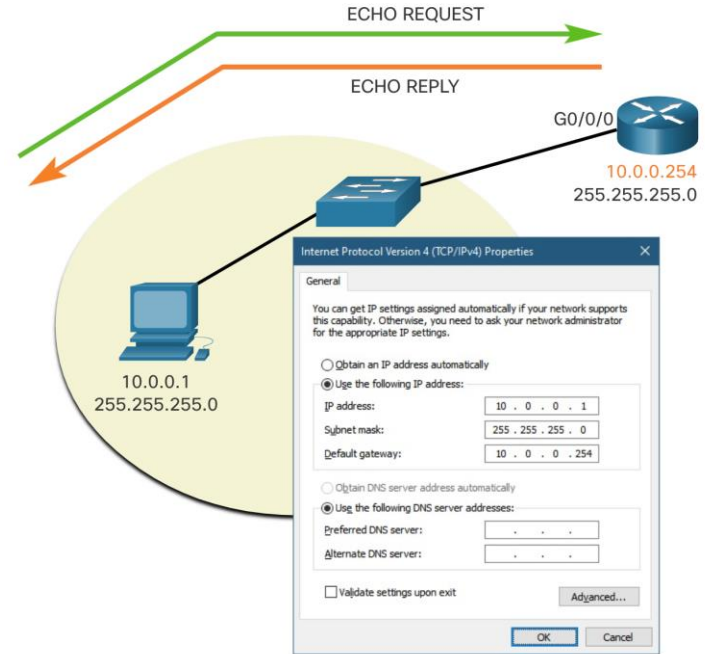 ECHO REQUEST
ECHO REPLY
G0/0/0
10.0.0.254
255.255.255.0
10.0.0.1
255.255.255.0
Internet Protocol Version 4 (TCP/IPv4) Properties
General
You can get IP settings assigned automatically if your network supports
this capability. Otherwise, you need to ask your network administrator
for the appropriate IP settings.
Obtain an IP address automatically
Use the following IP address:
IP address: 10 . 0 . 0 . 1
Subnet mask: 255 . 255 . 255 . 0
Default gateway: 10 . 0 . 0 . 254
Obtain DNS server address automatically
Use the following DNS server addresses:
Preferred DNS server: . . .
Alternate DNS server: . . .
Validate settings upon exit
Advanced...
OK Cancel